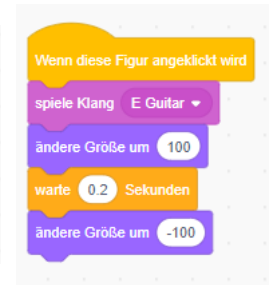 Wenn diese Figur angeklickt wird
spiele Klang E Guitar
ändere Größe um 100
warte 0.2 Sekunden
ändere Größe um -100